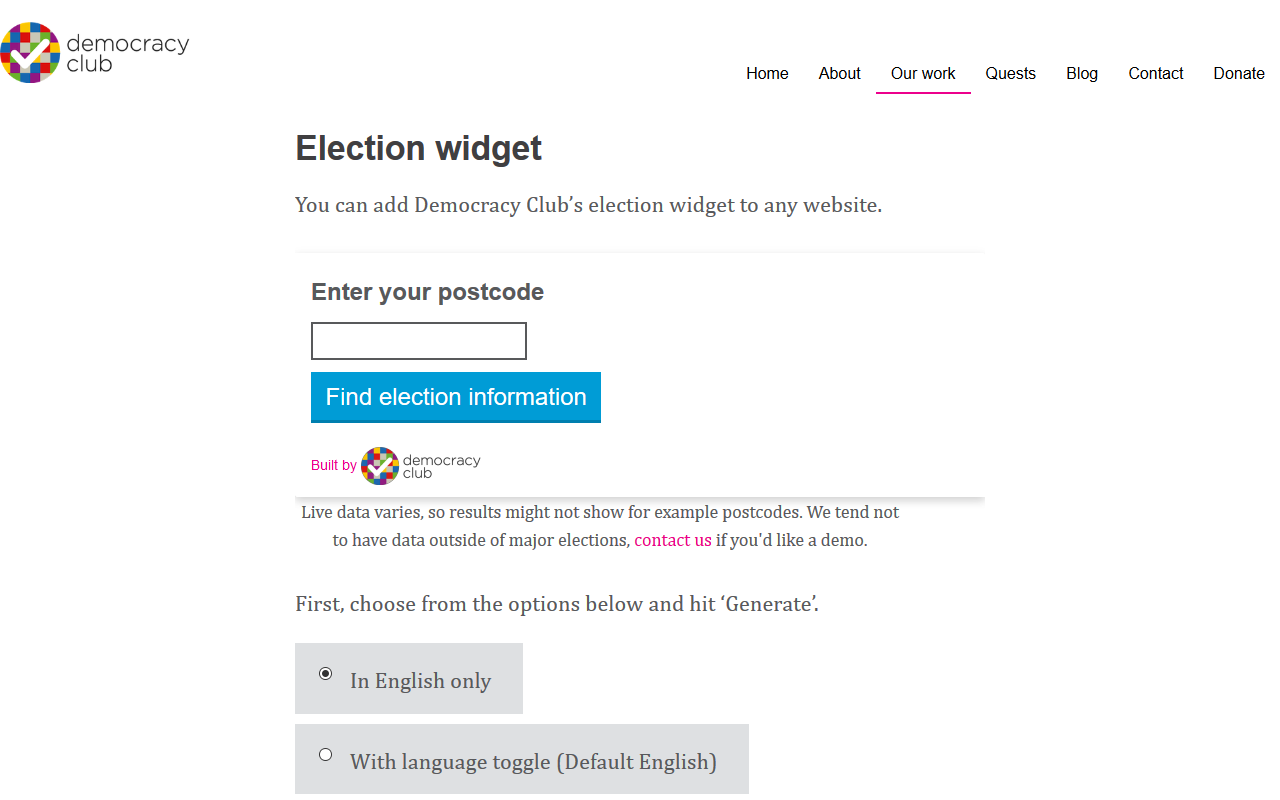 democracy
club
Home About Our work Quests Blog Contact Donate
Election widget
You can add Democracy Club’s election widget to any website.
Enter your postcode
Find election information
Built by democracy
club
Live data varies, so results might not show for example postcodes. We tend not
to have data outside of major elections, contact us if you'd like a demo.
First, choose from the options below and hit ‘Generate’.
In English only
With language toggle (Default English)